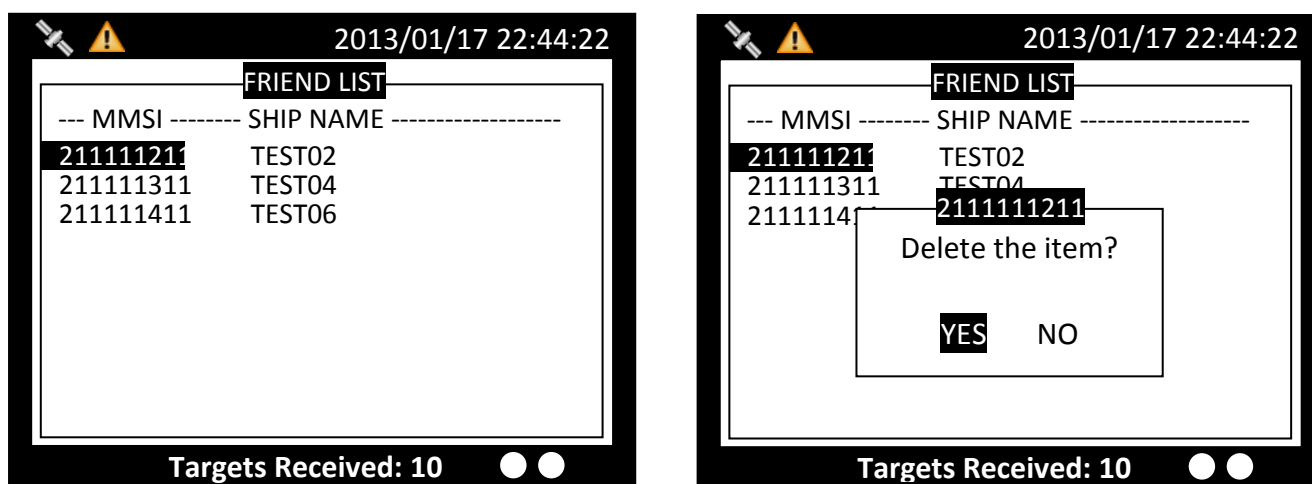 2013/01/17 22:44:22
FRIEND LIST
--- MMSI -------- SHIP NAME -------------------
211111211 TEST02
211111311 TEST04
211111411 TEST06
Targets Received: 10
2013/01/17 22:44:22
FRIEND LIST
--- MMSI -------- SHIP NAME -------------------
211111211 TEST02
211111311 TEST04
21111141
2111111211
Delete the item?
YES NO
Targets Received: 10